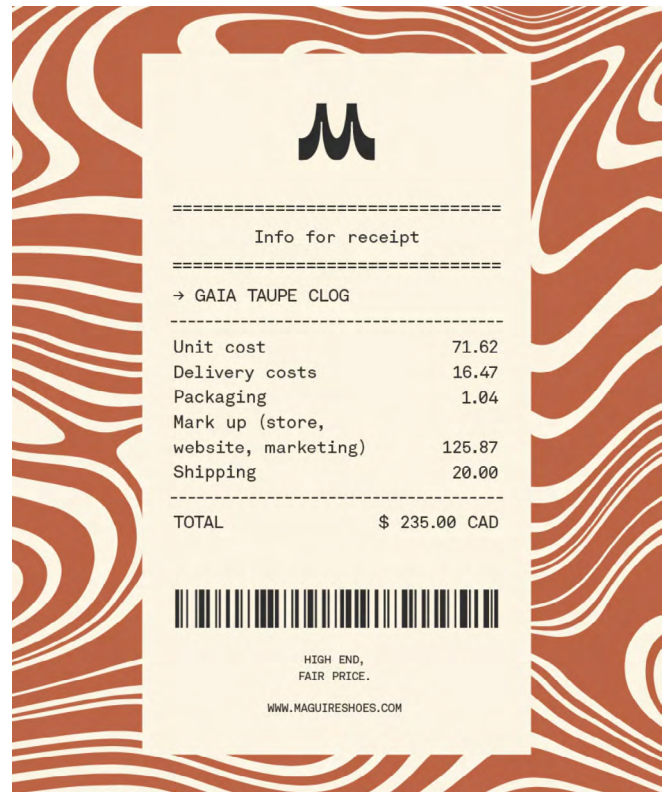 ================================
Info for receipt
================================
→ GAIA TAUPE CLOG
----------------------------------------
Unit cost 71.62
Delivery costs 16.47
Packaging 1.04
Mark up (store,
website, marketing) 125.87
Shipping 20.00
----------------------------------------
TOTAL $ 235.00 CAD
HIGH END,
FAIR PRICE.
WWW.MAGUIRESHOES.COM